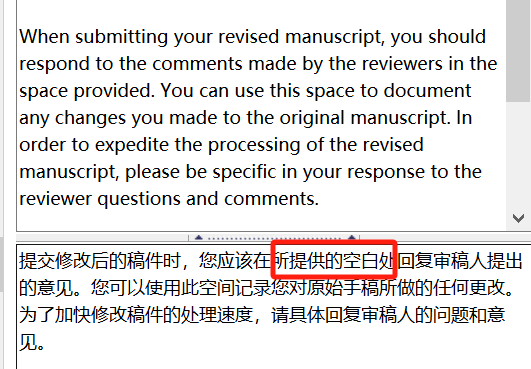 When submitting your revised manuscript, you should
respond to the comments made by the reviewers in the
space provided. You can use this space to document
any changes you made to the original manuscript. In
order to expedite the processing of the revised
manuscript, please be specific in your response to the
reviewer questions and comments.
提交修改后的稿件时，您应该在所提供的空白处回复审稿人提出
的意见。您可以使用此空间记录您对原始手稿所做的任何更改。
为了加快修改稿件的处理速度，请具体回复审稿人的问题和意
见。